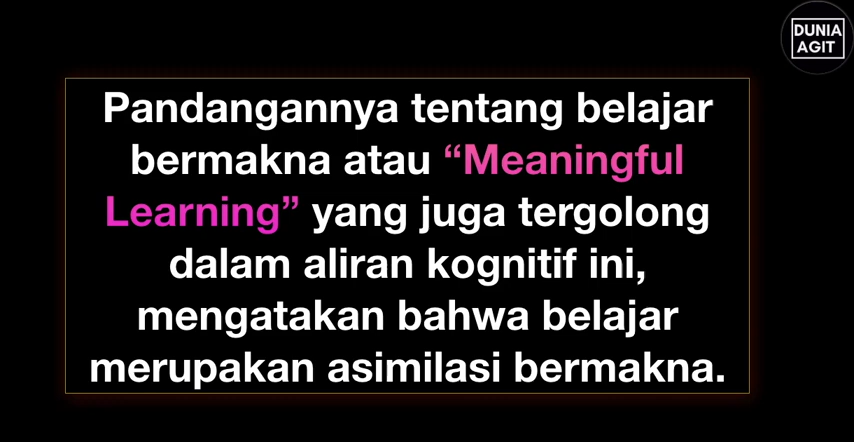 DUNIA
AGIT
Pandangannya tentang belajar
bermakna atau “Meaningful
Learning” yang juga tergolong
dalam aliran kognitif ini,
mengatakan bahwa belajar
merupakan asimilasi bermakna.